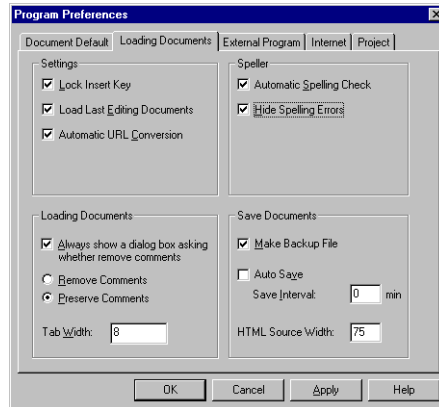 Program Preferences
Document Default
Loading Documents
External Program
Internet
Project
Settings
Lock Insert Key
Load Last Editing Documents
Automatic URL Conversion
Speller
Automatic Spelling Check
Hide Spelling Errors
Loading Documents
Always show a dialog box asking
whether remove comments
Remove Comments
Preserve Comments
Tab Width: 8
Save Documents
Make Backup File
Auto Save
Save Interval: 0 min
HTML Source Width: 75
OK
Cancel
Apply
Help